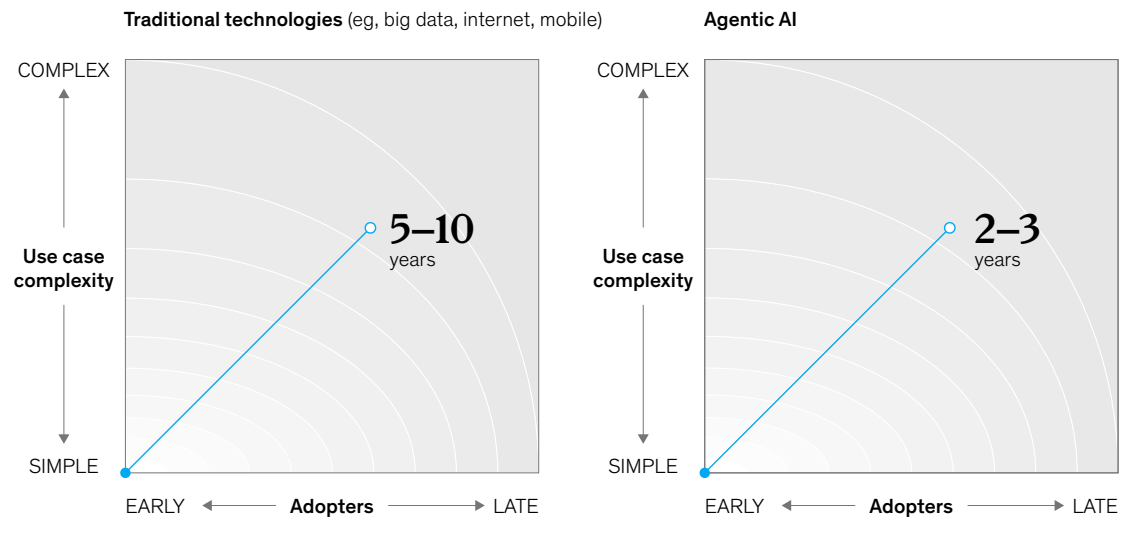 Traditional technologies (eg, big data, internet, mobile)
COMPLEX
Use case
complexity
SIMPLE
5–10
years
EARLY Adopters LATE
Agentic AI
COMPLEX
Use case
complexity
SIMPLE
2–3
years
EARLY Adopters LATE